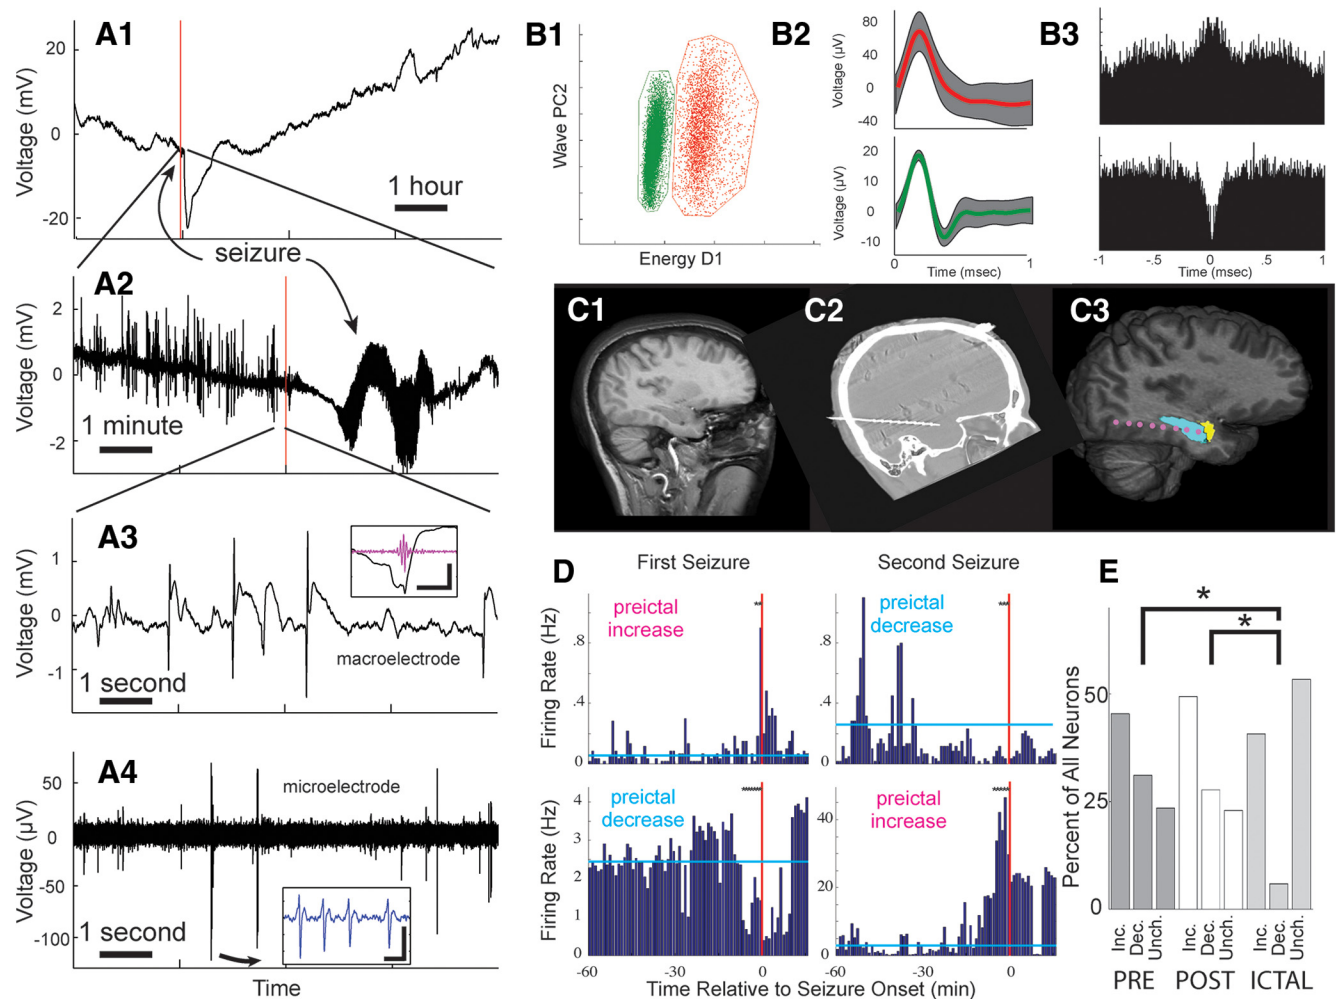 A1
Voltage (mV)
20
0
-20
1 hour
seizure
A2
Voltage (mV)
2
0
-2
1 minute
A3
Voltage (mV)
1
0
-1
1 second
macroelectrode
A4
Voltage (µV)
50
0
-50
-100
microelectrode
1 second
Time
B1
Wave PC2
Energy D1
B2
Voltage (µV)
80
40
0
-40
Voltage (µV)
20
10
0
-10
0 1
Time (msec)
B3
-1 -.5 0 .5 1
Time (msec)
C1
C2
C3
D
First Seizure
Second Seizure
Firing Rate (Hz)
.8
.4
0
preictal
increase
**
Firing Rate (Hz)
.8
.4
0
preictal
decrease
***
Firing Rate (Hz)
4
3
2
1
0
preictal
decrease
Firing Rate (Hz)
40
20
0
preictal
increase
-60 -30 0
-60 -30 0
Time Relative to Seizure Onset (min)
E
*
*
Percent of All Neurons
50
25
0
Inc. Dec. Unch. Inc. Dec. Unch. Inc. Dec. Unch.
PRE POST ICTAL